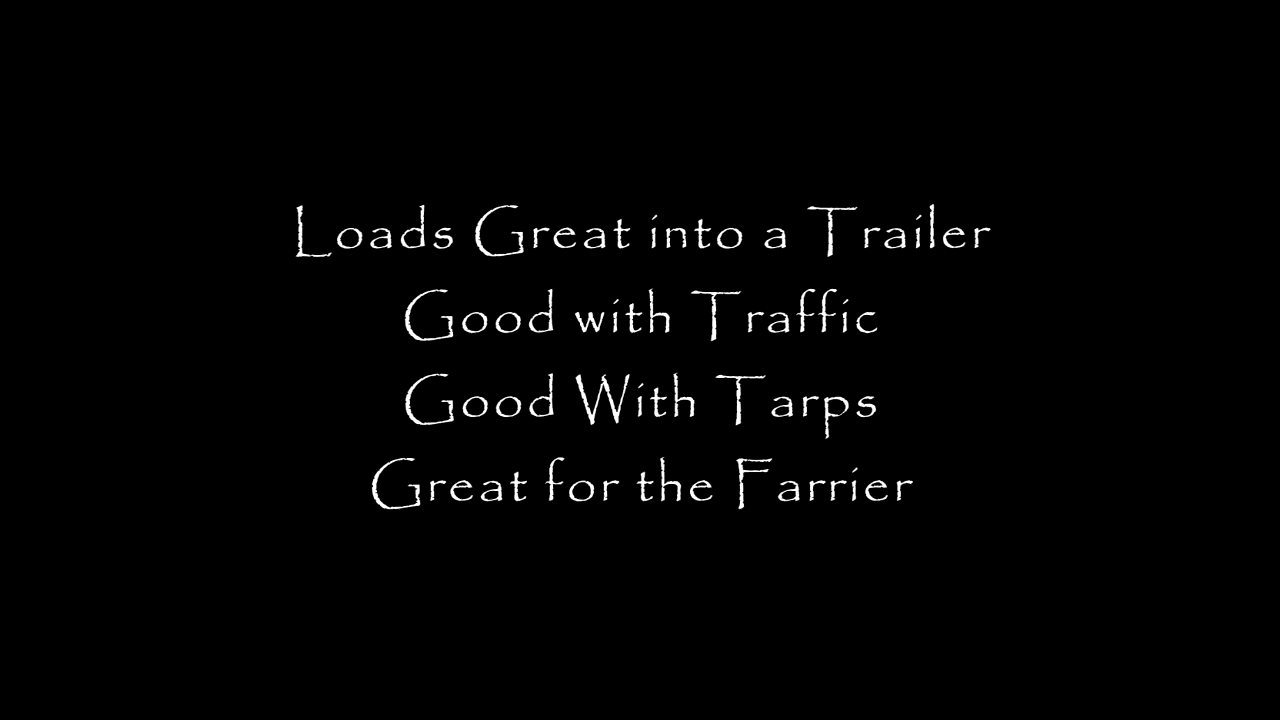 Loads Great into a Trailer
Good with Traffic
Good With Tarps
Great for the Farrier